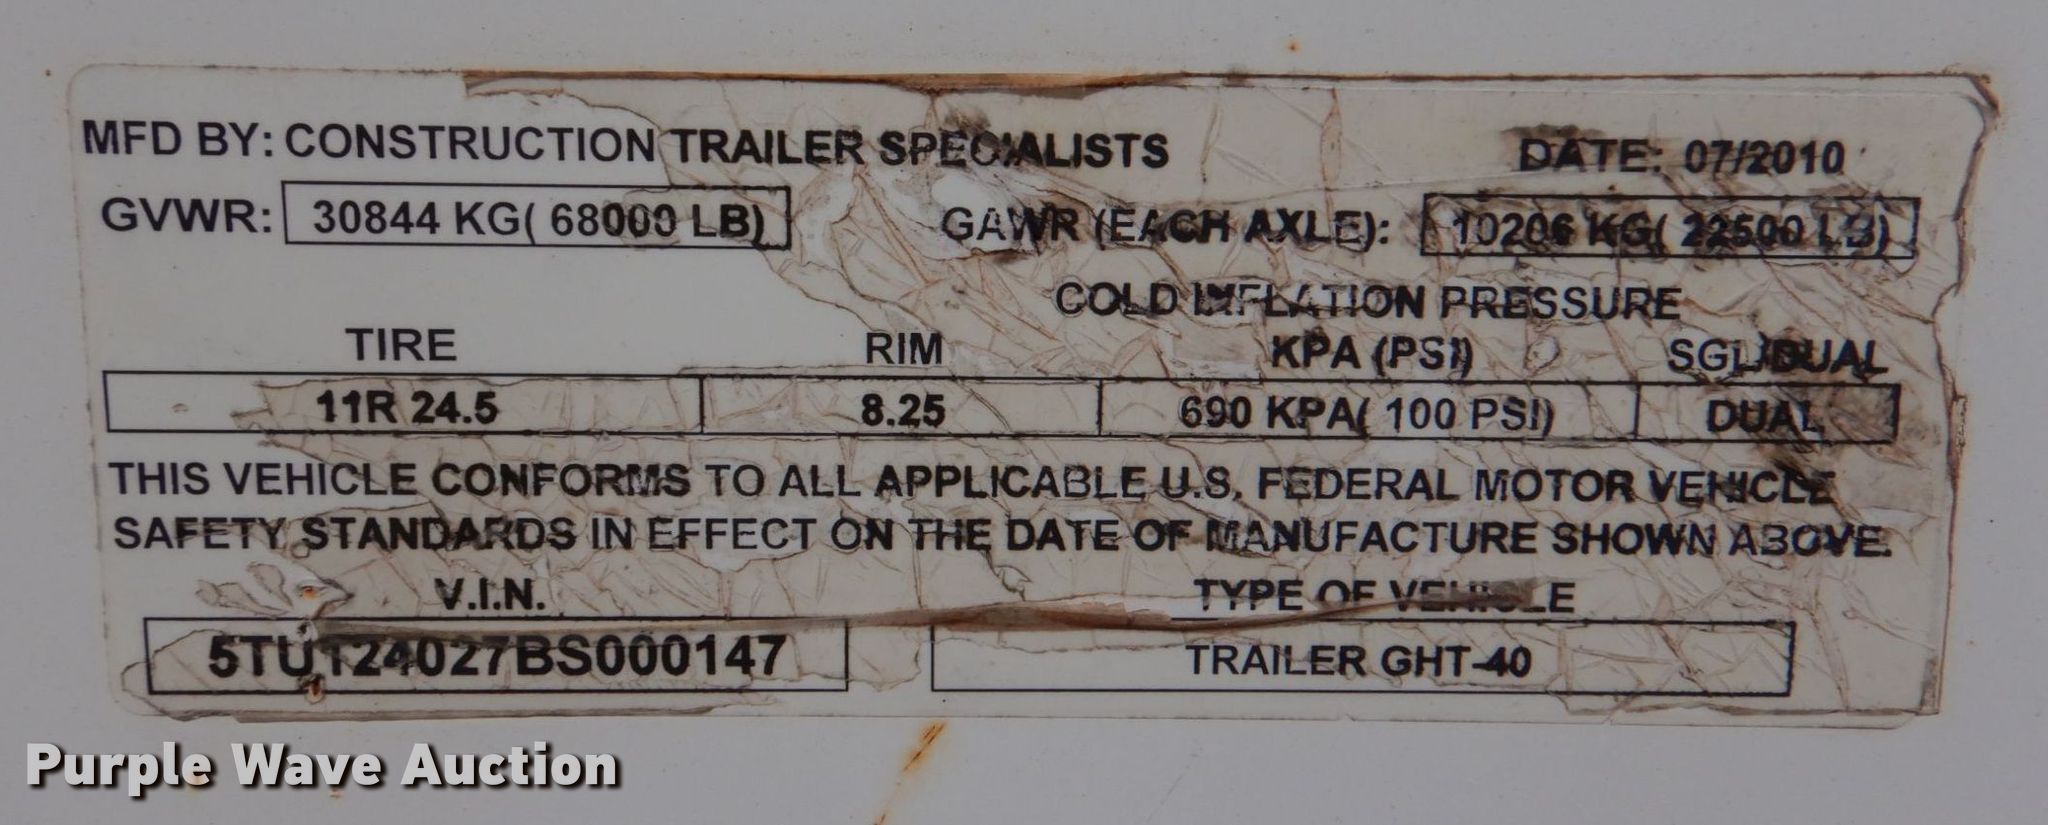 MFD BY: CONSTRUCTION TRAILER SPECIALISTS DATE: 07/2010
GVWR: 30844 KG( 68000 LB) GAWR (EACH AXLE): 10206 KG( 22500 LB)
COLD INFLATION PRESSURE
TIRE RIM KPA (PSI) SGL/DUAL
11R 24.5 8.25 690 KPA( 100 PSI) DUAL
THIS VEHICLE CONFORMS TO ALL APPLICABLE U.S. FEDERAL MOTOR VEHICLE
SAFETY STANDARDS IN EFFECT ON THE DATE OF MANUFACTURE SHOWN ABOVE.
V.I.N. TYPE OF VEHICLE
5TU124027BS000147 TRAILER GHT-40
Purple Wave Auction